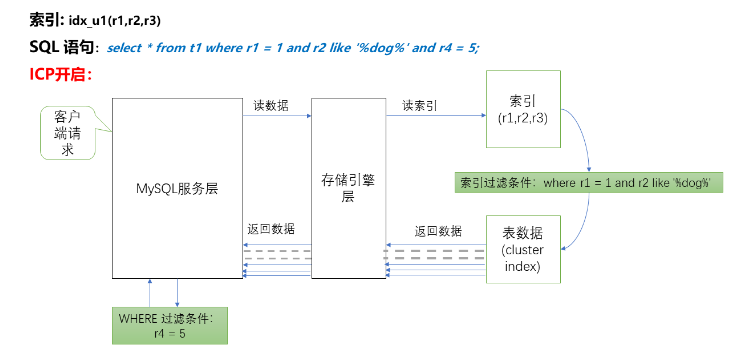 索引: idx_u1(r1,r2,r3)
SQL 语句: select * from t1 where r1 = 1 and r2 like '%dog%' and r4 = 5;
ICP开启:
客户
端请
求
读数据
读索引
索引
(r1,r2,r3)
MySQL服务层
存储引擎
层
索引过滤条件: where r1 = 1 and r2 like '%dog%'
返回数据
返回数据
表数据
(cluster
index)
WHERE 过滤条件:
r4 = 5